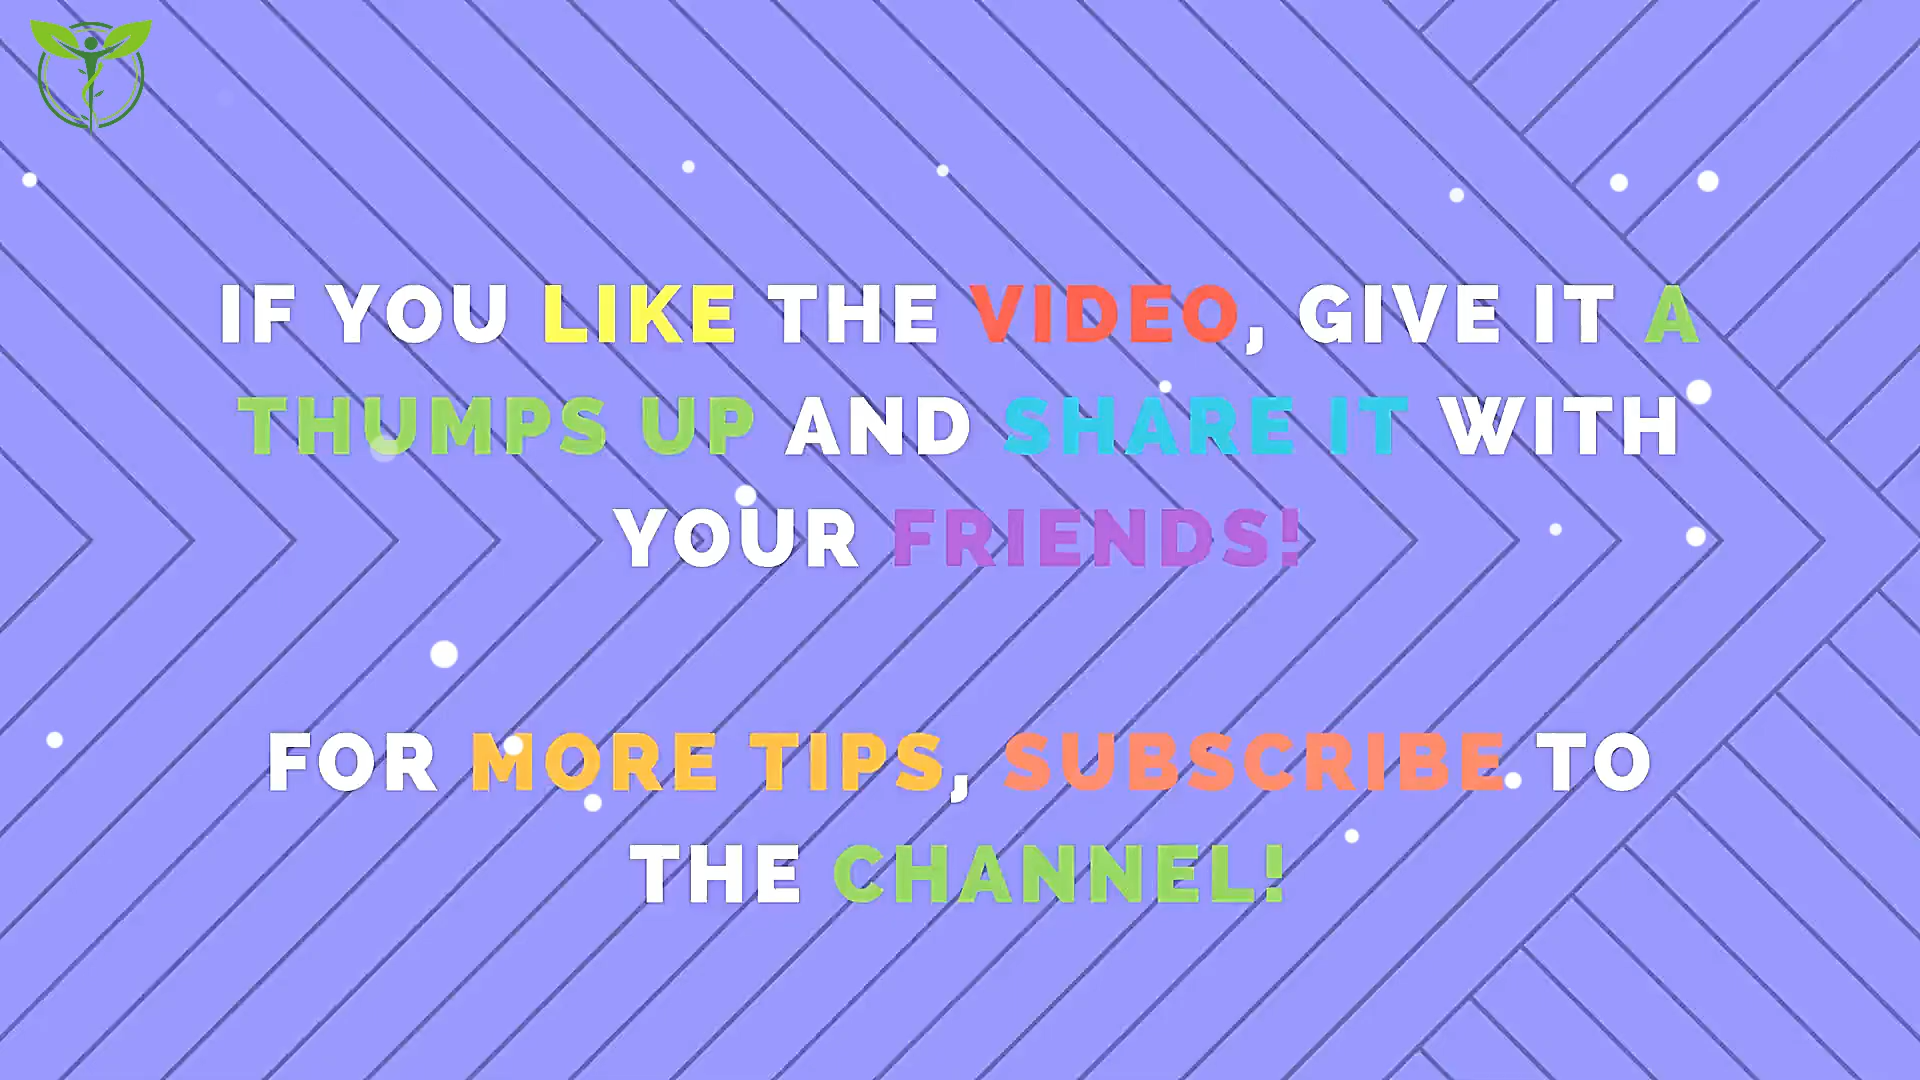 IF YOU LIKE THE VIDEO, GIVE IT A
THUMPS UP AND SHARE IT WITH
YOUR FRIENDS!
FOR MORE TIPS, SUBSCRIBE TO
THE CHANNEL!